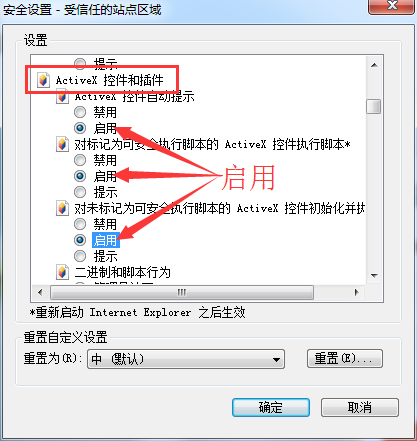 安全设置 - 受信任的站点区域
设置
提示
ActiveX 控件和插件
ActiveX 控件自动提示
禁用
启用
对标记为可安全执行脚本的 ActiveX 控件执行脚本*
禁用
启用
提示
启用
对未标记为可安全执行脚本的 ActiveX 控件初始化并执
禁用
启用
提示
二进制和脚本行为
*重新启动 Internet Explorer 之后生效
重置自定义设置
重置为(R): 中 (默认) 重置(E)...
确定 取消